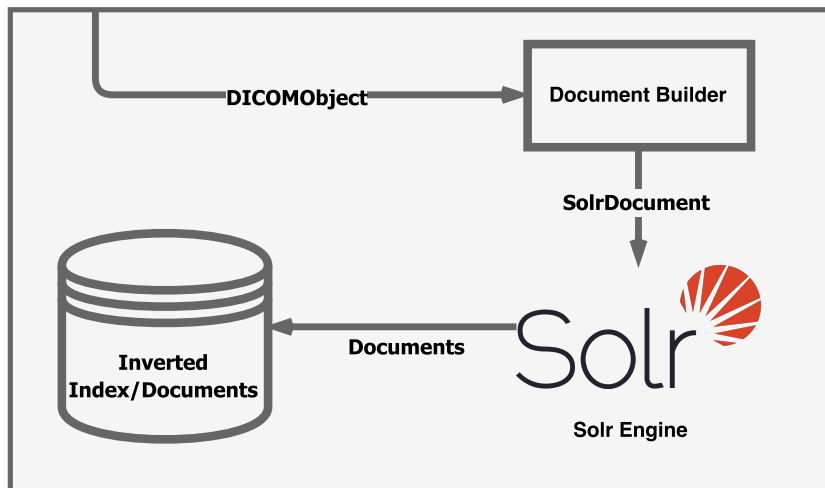 DICOMObject
Document Builder
SolrDocument
Solr
Solr Engine
Documents
Inverted
Index/Documents